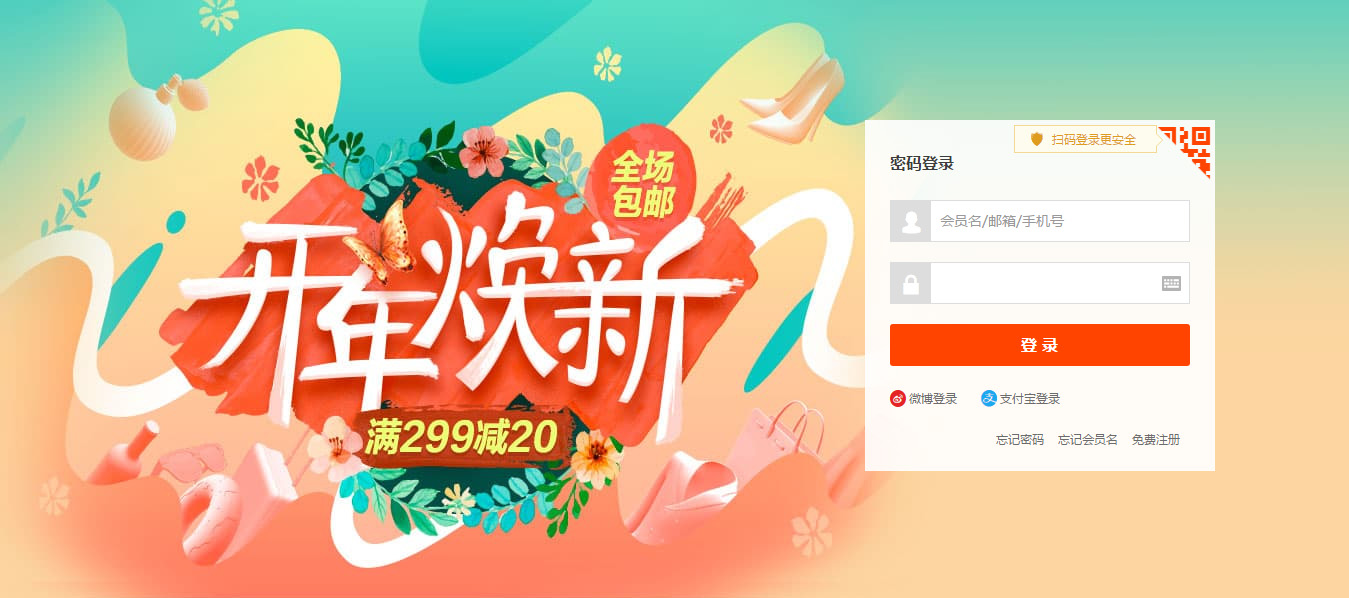 全场
包邮
开年焕新
满299减20
扫码登录更安全
密码登录
会员名/邮箱/手机号
登 录
微博登录 支付宝登录
忘记密码 忘记会员名 免费注册